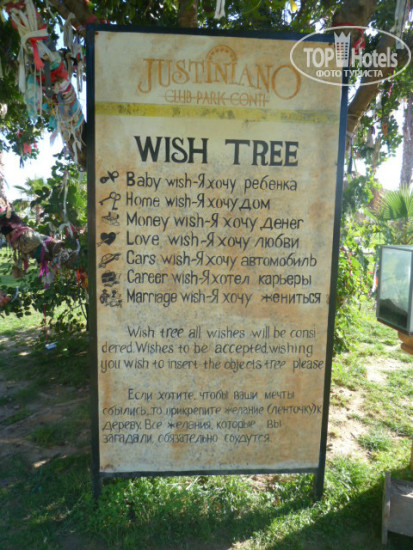 TOPHotels
ФОТО ТУРИСТА
JUSTINIANO
CLUB PARK CONTI
WISH TREE
Baby wish-Я хочу ребенка
Home wish-Я хочу дом
Money wish-Я хочу денег
Love wish-Я хочу любви
Cars wish-Я хочу автомобиль
Career wish-Я хотел карьеры
Marriage wish-Я хочу жениться
Wish tree all wishes will be consi
dered.Wishes to be accepted,wishing
you wish to insert the objects tree please
Если хотите, чтобы ваши мечты
сбылись, то прикрепите желание (ленточку)к
дереву. Все желания, которые вы
загадали обязательно сбудутся.